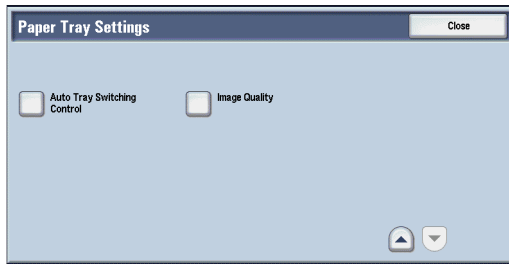 Paper Tray Settings
Close
Auto Tray Switching
Control
Image Quality